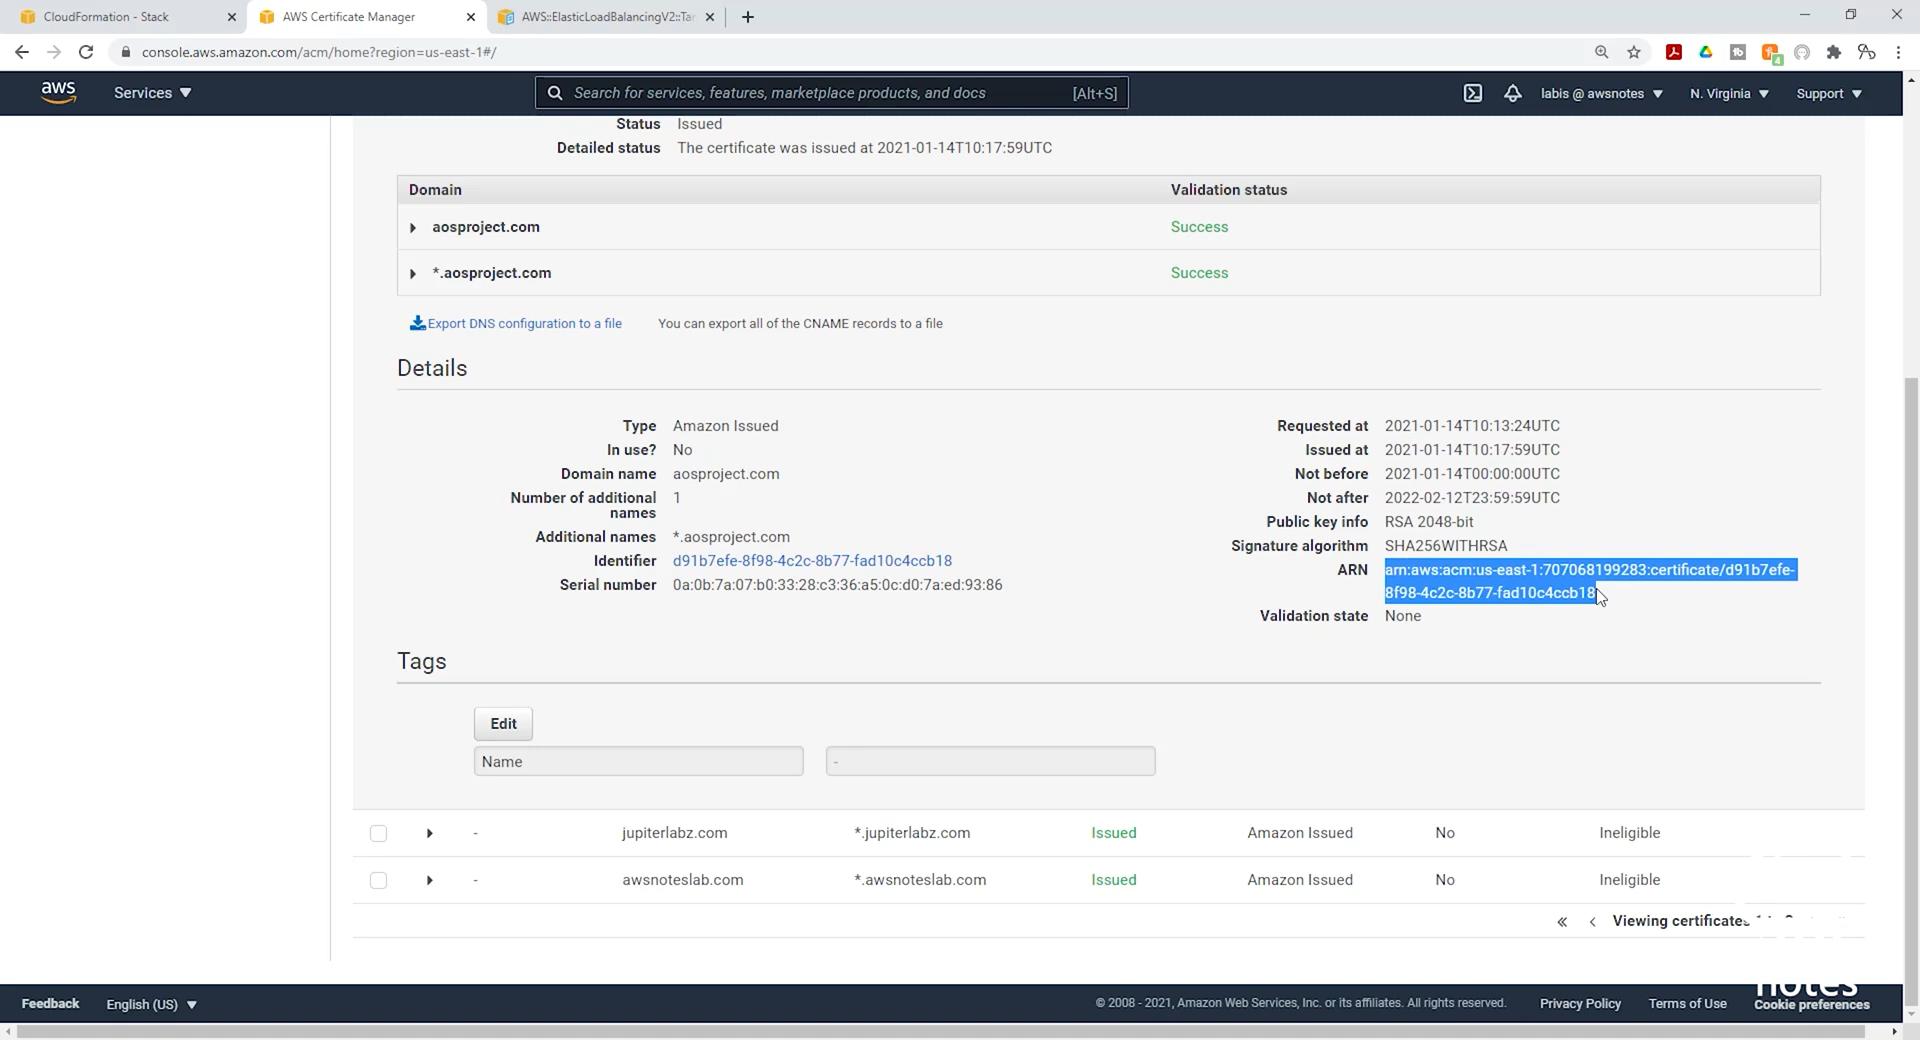 CloudFormation - Stack
AWS Certificate Manager
AWS::ElasticLoadBalancingV2::Tar
console.aws.amazon.com/acm/home?region=us-east-1#/
aws
Services
Search for services, features, marketplace products, and docs
[Alt+S]
labis @ awsnotes
N. Virginia
Support
Status Issued
Detailed status The certificate was issued at 2021-01-14T10:17:59UTC
Domain Validation status
aosproject.com Success
*.aosproject.com Success
Export DNS configuration to a file You can export all of the CNAME records to a file
Details
Type Amazon Issued
In use? No
Domain name aosproject.com
Number of additional names 1
Additional names *.aosproject.com
Identifier d91b7efe-8f98-4c2c-8b77-fad10c4ccb18
Serial number 0a:0b:7a:07:b0:33:28:c3:36:a5:0c:d0:7a:ed:93:86
Requested at 2021-01-14T10:13:24UTC
Issued at 2021-01-14T10:17:59UTC
Not before 2021-01-14T00:00:00UTC
Not after 2022-02-12T23:59:59UTC
Public key info RSA 2048-bit
Signature algorithm SHA256WITHRSA
ARN arn:aws:acm:us-east-1:707068199283:certificate/d91b7efe-
8f98-4c2c-8b77-fad10c4ccb18
Validation state None
Tags
Edit
Name -
- jupiterlabz.com *.jupiterlabz.com Issued Amazon Issued No Ineligible
- awsnoteslab.com *.awsnoteslab.com Issued Amazon Issued No Ineligible
« ‹ Viewing certificates
notes
Feedback English (US) © 2008 - 2021, Amazon Web Services, Inc. or its affiliates. All rights reserved. Privacy Policy Terms of Use Cookie preferences